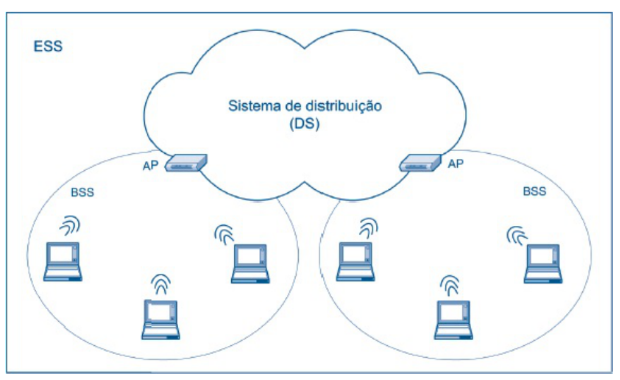 ESS
Sistema de distribuição
(DS)
AP
AP
BSS
BSS